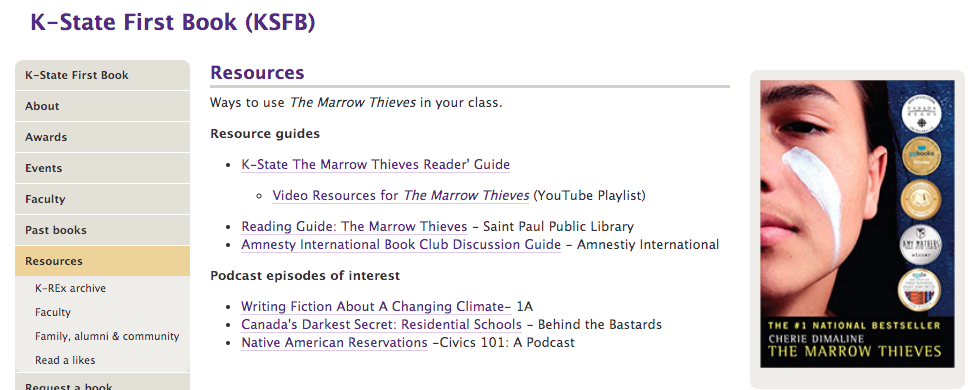 K-State First Book (KSFB)
K-State First Book
About
Awards
Events
Faculty
Past books
Resources
K-REx archive
Faculty
Family, alumni & community
Read a likes
Request a book
Resources
Ways to use The Marrow Thieves in your class.
Resource guides
K-State The Marrow Thieves Reader' Guide
Video Resources for The Marrow Thieves (YouTube Playlist)
Reading Guide: The Marrow Thieves – Saint Paul Public Library
Amnesty International Book Club Discussion Guide – Amnestiy International
Podcast episodes of interest
Writing Fiction About A Changing Climate– 1A
Canada's Darkest Secret: Residential Schools – Behind the Bastards
Native American Reservations –Civics 101: A Podcast
CANADA
READS
AMY MATHERS
winner
THE #1 NATIONAL BESTSELLER
CHERIE DIMALINE
THE MARROW THIEVES